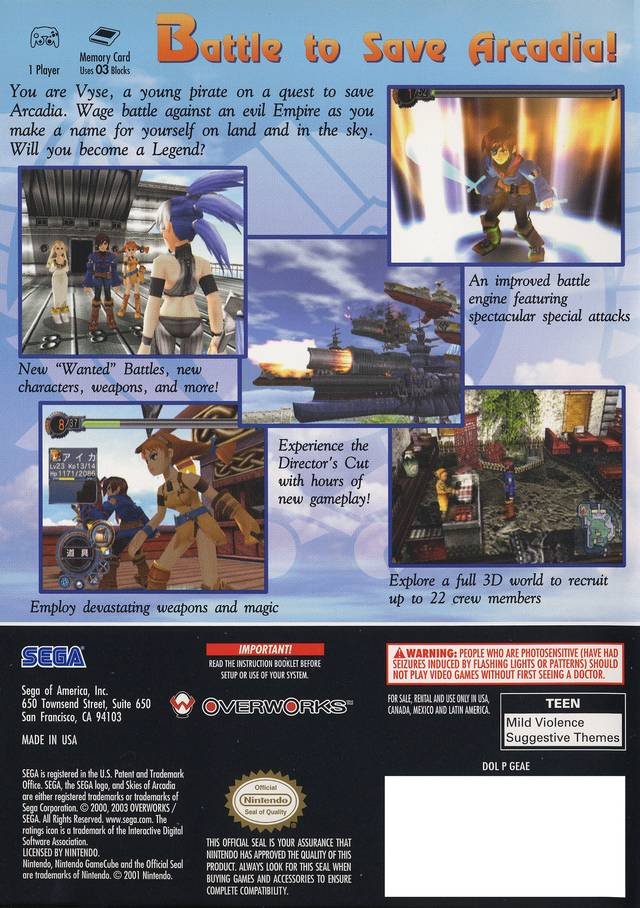 Battle to Save Arcadia!
1 Player
Memory Card
Uses 03 Blocks
You are Vyse, a young pirate on a quest to save
Arcadia. Wage battle against an evil Empire as you
make a name for yourself on land and in the sky.
Will you become a Legend?
An improved battle
engine featuring
spectacular special attacks
New "Wanted" Battles, new
characters, weapons, and more!
8/37
アイカ
Lv23 Kp13/14
Hp1171/2086
道具
Experience the
Director's Cut
with hours of
new gameplay!
Employ devastating weapons and magic
Explore a full 3D world to recruit
up to 22 crew members
SEGA
Sega of America, Inc.
650 Townsend Street, Suite 650
San Francisco, CA 94103
MADE IN USA
SEGA is registered in the U.S. Patent and Trademark
Office. SEGA, the SEGA logo, and Skies of Arcadia
are either registered trademarks or trademarks of
Sega Corporation. © 2000, 2003 OVERWORKS /
SEGA. All Rights Reserved. www.sega.com. The
ratings icon is a trademark of the Interactive Digital
Software Association.
LICENSED BY NINTENDO.
Nintendo, Nintendo GameCube and the Official Seal
are trademarks of Nintendo. © 2001 Nintendo.
IMPORTANT!
READ THE INSTRUCTION BOOKLET BEFORE
SETUP OR USE OF YOUR SYSTEM.
OVERWORKS
Official
Nintendo
Seal of Quality
THIS OFFICIAL SEAL IS YOUR ASSURANCE THAT
NINTENDO HAS APPROVED THE QUALITY OF THIS
PRODUCT. ALWAYS LOOK FOR THIS SEAL WHEN
BUYING GAMES AND ACCESSORIES TO ENSURE
COMPLETE COMPATIBILITY.
WARNING: PEOPLE WHO ARE PHOTOSENSITIVE (HAVE HAD
SEIZURES INDUCED BY FLASHING LIGHTS OR PATTERNS) SHOULD
NOT PLAY VIDEO GAMES WITHOUT FIRST SEEING A DOCTOR.
FOR SALE, RENTAL AND USE ONLY IN USA,
CANADA, MEXICO AND LATIN AMERICA.
TEEN
Mild Violence
Suggestive Themes
DOL P GEAE